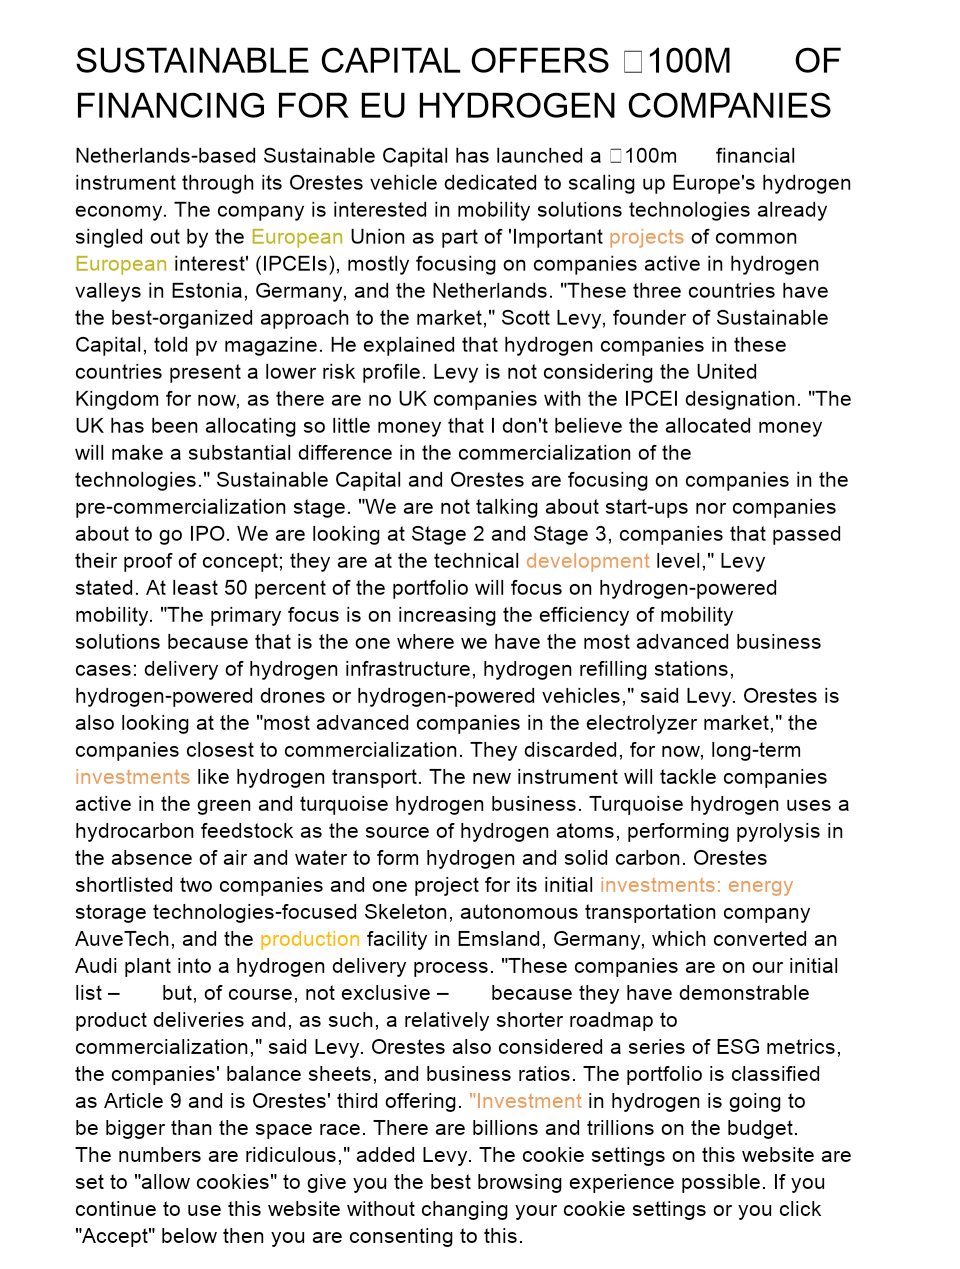 SUSTAINABLE CAPITAL OFFERS □100M OF
FINANCING FOR EU HYDROGEN COMPANIES
Netherlands-based Sustainable Capital has launched a □100m financial
instrument through its Orestes vehicle dedicated to scaling up Europe's hydrogen
economy. The company is interested in mobility solutions technologies already
singled out by the European Union as part of 'Important projects of common
European interest' (IPCEIs), mostly focusing on companies active in hydrogen
valleys in Estonia, Germany, and the Netherlands. "These three countries have
the best-organized approach to the market," Scott Levy, founder of Sustainable
Capital, told pv magazine. He explained that hydrogen companies in these
countries present a lower risk profile. Levy is not considering the United
Kingdom for now, as there are no UK companies with the IPCEI designation. "The
UK has been allocating so little money that I don't believe the allocated money
will make a substantial difference in the commercialization of the
technologies." Sustainable Capital and Orestes are focusing on companies in the
pre-commercialization stage. "We are not talking about start-ups nor companies
about to go IPO. We are looking at Stage 2 and Stage 3, companies that passed
their proof of concept; they are at the technical development level," Levy
stated. At least 50 percent of the portfolio will focus on hydrogen-powered
mobility. "The primary focus is on increasing the efficiency of mobility
solutions because that is the one where we have the most advanced business
cases: delivery of hydrogen infrastructure, hydrogen refilling stations,
hydrogen-powered drones or hydrogen-powered vehicles," said Levy. Orestes is
also looking at the "most advanced companies in the electrolyzer market," the
companies closest to commercialization. They discarded, for now, long-term
investments like hydrogen transport. The new instrument will tackle companies
active in the green and turquoise hydrogen business. Turquoise hydrogen uses a
hydrocarbon feedstock as the source of hydrogen atoms, performing pyrolysis in
the absence of air and water to form hydrogen and solid carbon. Orestes
shortlisted two companies and one project for its initial investments: energy
storage technologies-focused Skeleton, autonomous transportation company
AuveTech, and the production facility in Emsland, Germany, which converted an
Audi plant into a hydrogen delivery process. "These companies are on our initial
list – but, of course, not exclusive – because they have demonstrable
product deliveries and, as such, a relatively shorter roadmap to
commercialization," said Levy. Orestes also considered a series of ESG metrics,
the companies' balance sheets, and business ratios. The portfolio is classified
as Article 9 and is Orestes' third offering. "Investment in hydrogen is going to
be bigger than the space race. There are billions and trillions on the budget.
The numbers are ridiculous," added Levy. The cookie settings on this website are
set to "allow cookies" to give you the best browsing experience possible. If you
continue to use this website without changing your cookie settings or you click
"Accept" below then you are consenting to this.